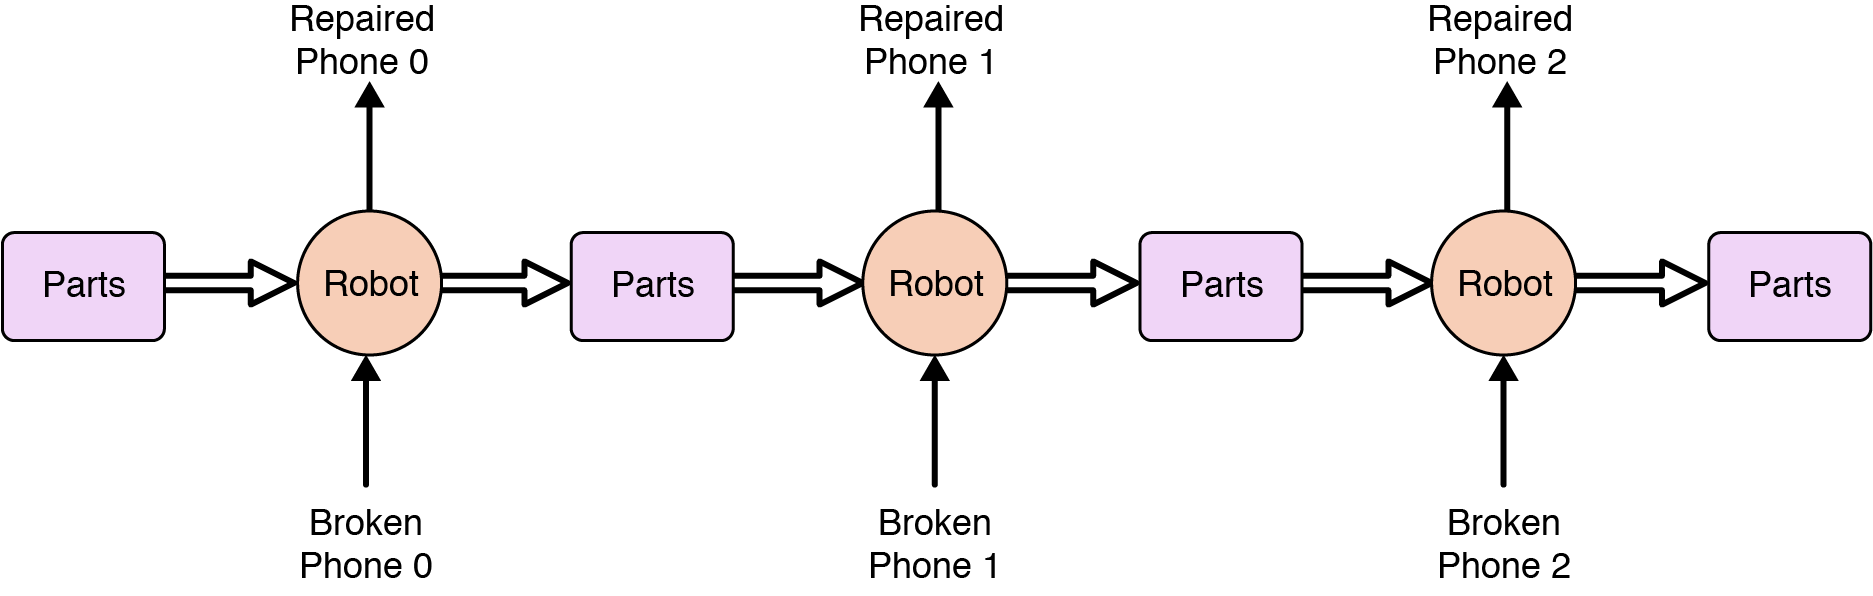 Repaired
Phone 0
Repaired
Phone 1
Repaired
Phone 2
Parts
Robot
Parts
Robot
Parts
Robot
Parts
Broken
Phone 0
Broken
Phone 1
Broken
Phone 2